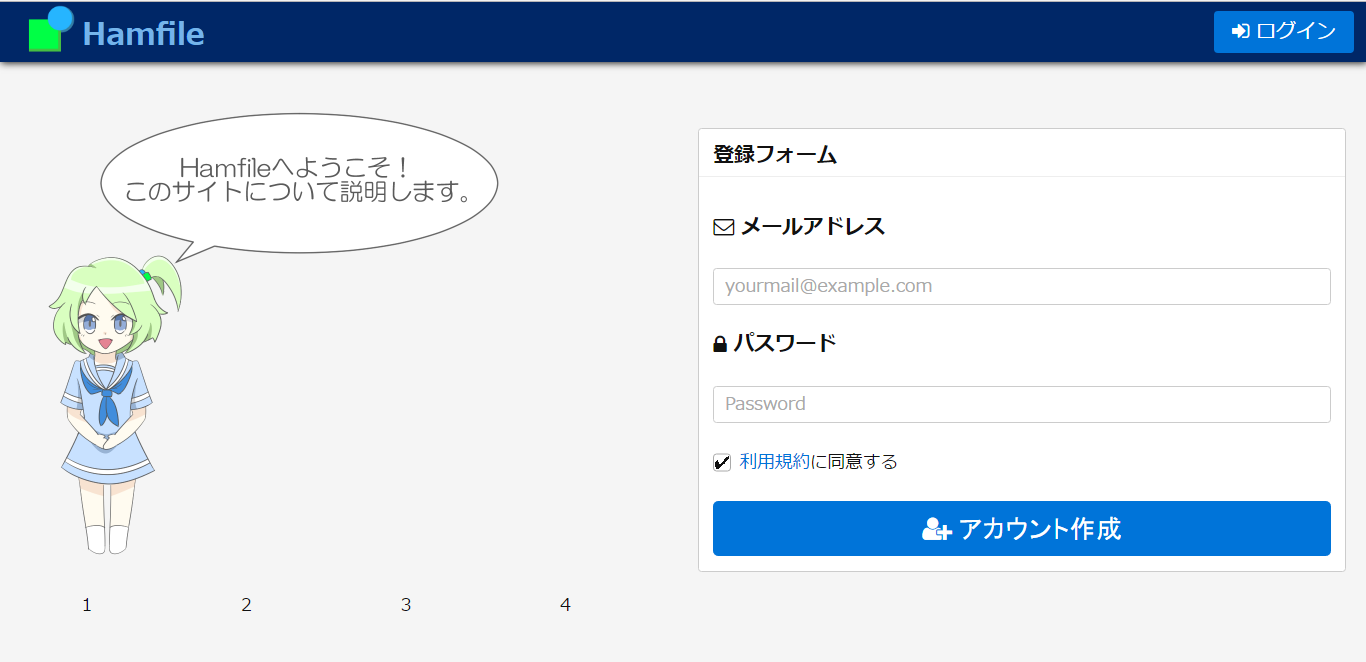 Hamfile
ログイン
Hamfileへようこそ！
このサイトについて説明します。
登録フォーム
メールアドレス
yourmail@example.com
パスワード
Password
利用規約に同意する
アカウント作成
1 2 3 4